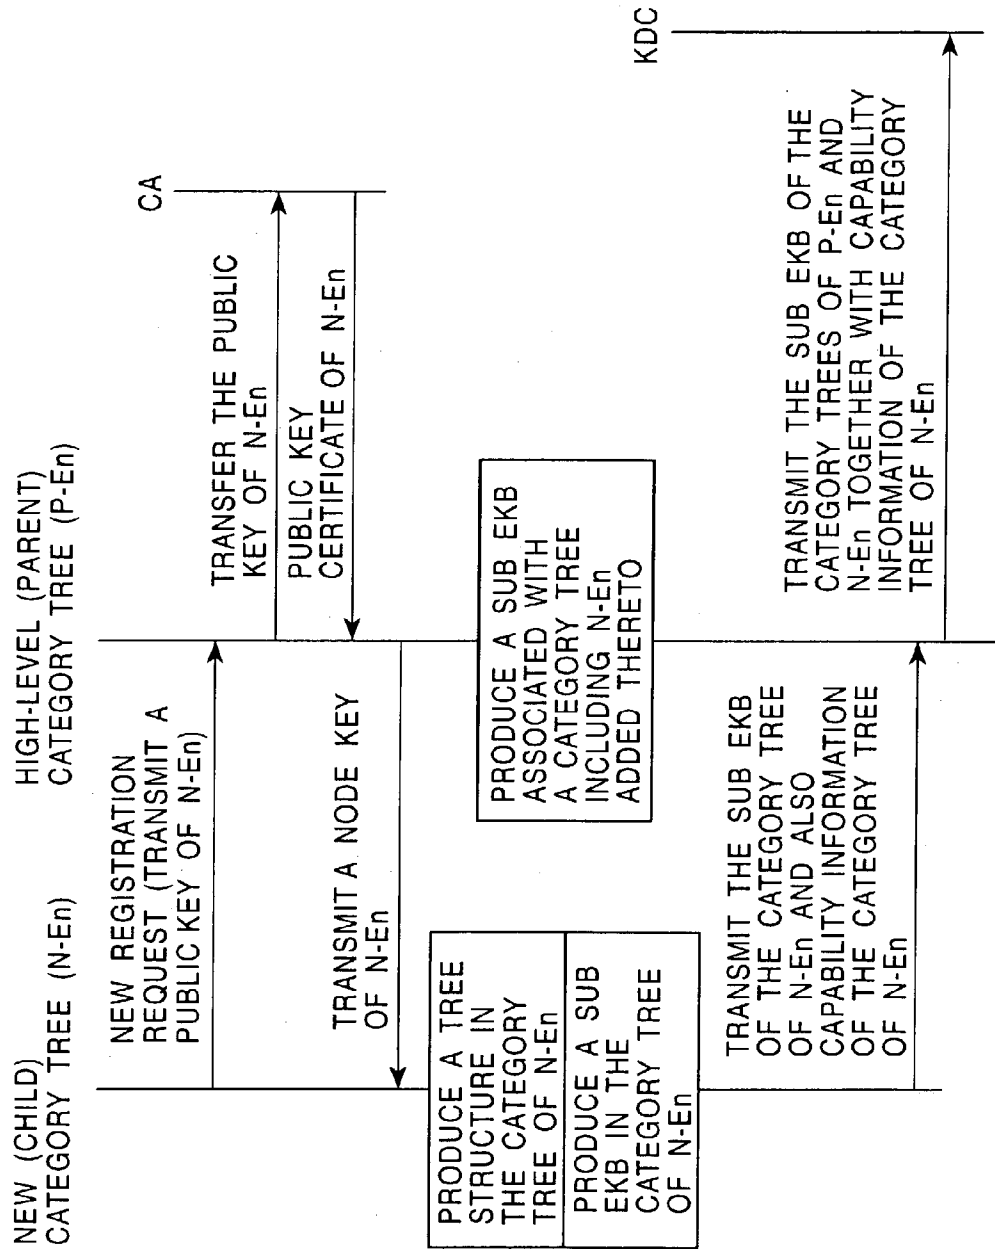 NEW (CHILD)
CATEGORY TREE (N-En)
HIGH-LEVEL (PARENT)
CATEGORY TREE (P-En)
CA
KDC
NEW REGISTRATION
REQUEST (TRANSMIT A
PUBLIC KEY OF N-En)
TRANSFER THE PUBLIC
KEY OF N-En
PUBLIC KEY
CERTIFICATE OF N-En
TRANSMIT A NODE KEY
OF N-En
PRODUCE A TREE
STRUCTURE IN
THE CATEGORY
TREE OF N-En
PRODUCE A SUB
EKB IN THE
CATEGORY TREE
OF N-En
PRODUCE A SUB EKB
ASSOCIATED WITH
A CATEGORY TREE
INCLUDING N-En
ADDED THERETO
TRANSMIT THE SUB EKB
OF THE CATEGORY TREE
OF N-En AND ALSO
CAPABILITY INFORMATION
OF THE CATEGORY TREE
OF N-En
TRANSMIT THE SUB EKB OF THE
CATEGORY TREES OF P-En AND
N-En TOGETHER WITH CAPABILITY
INFORMATION OF THE CATEGORY
TREE OF N-En